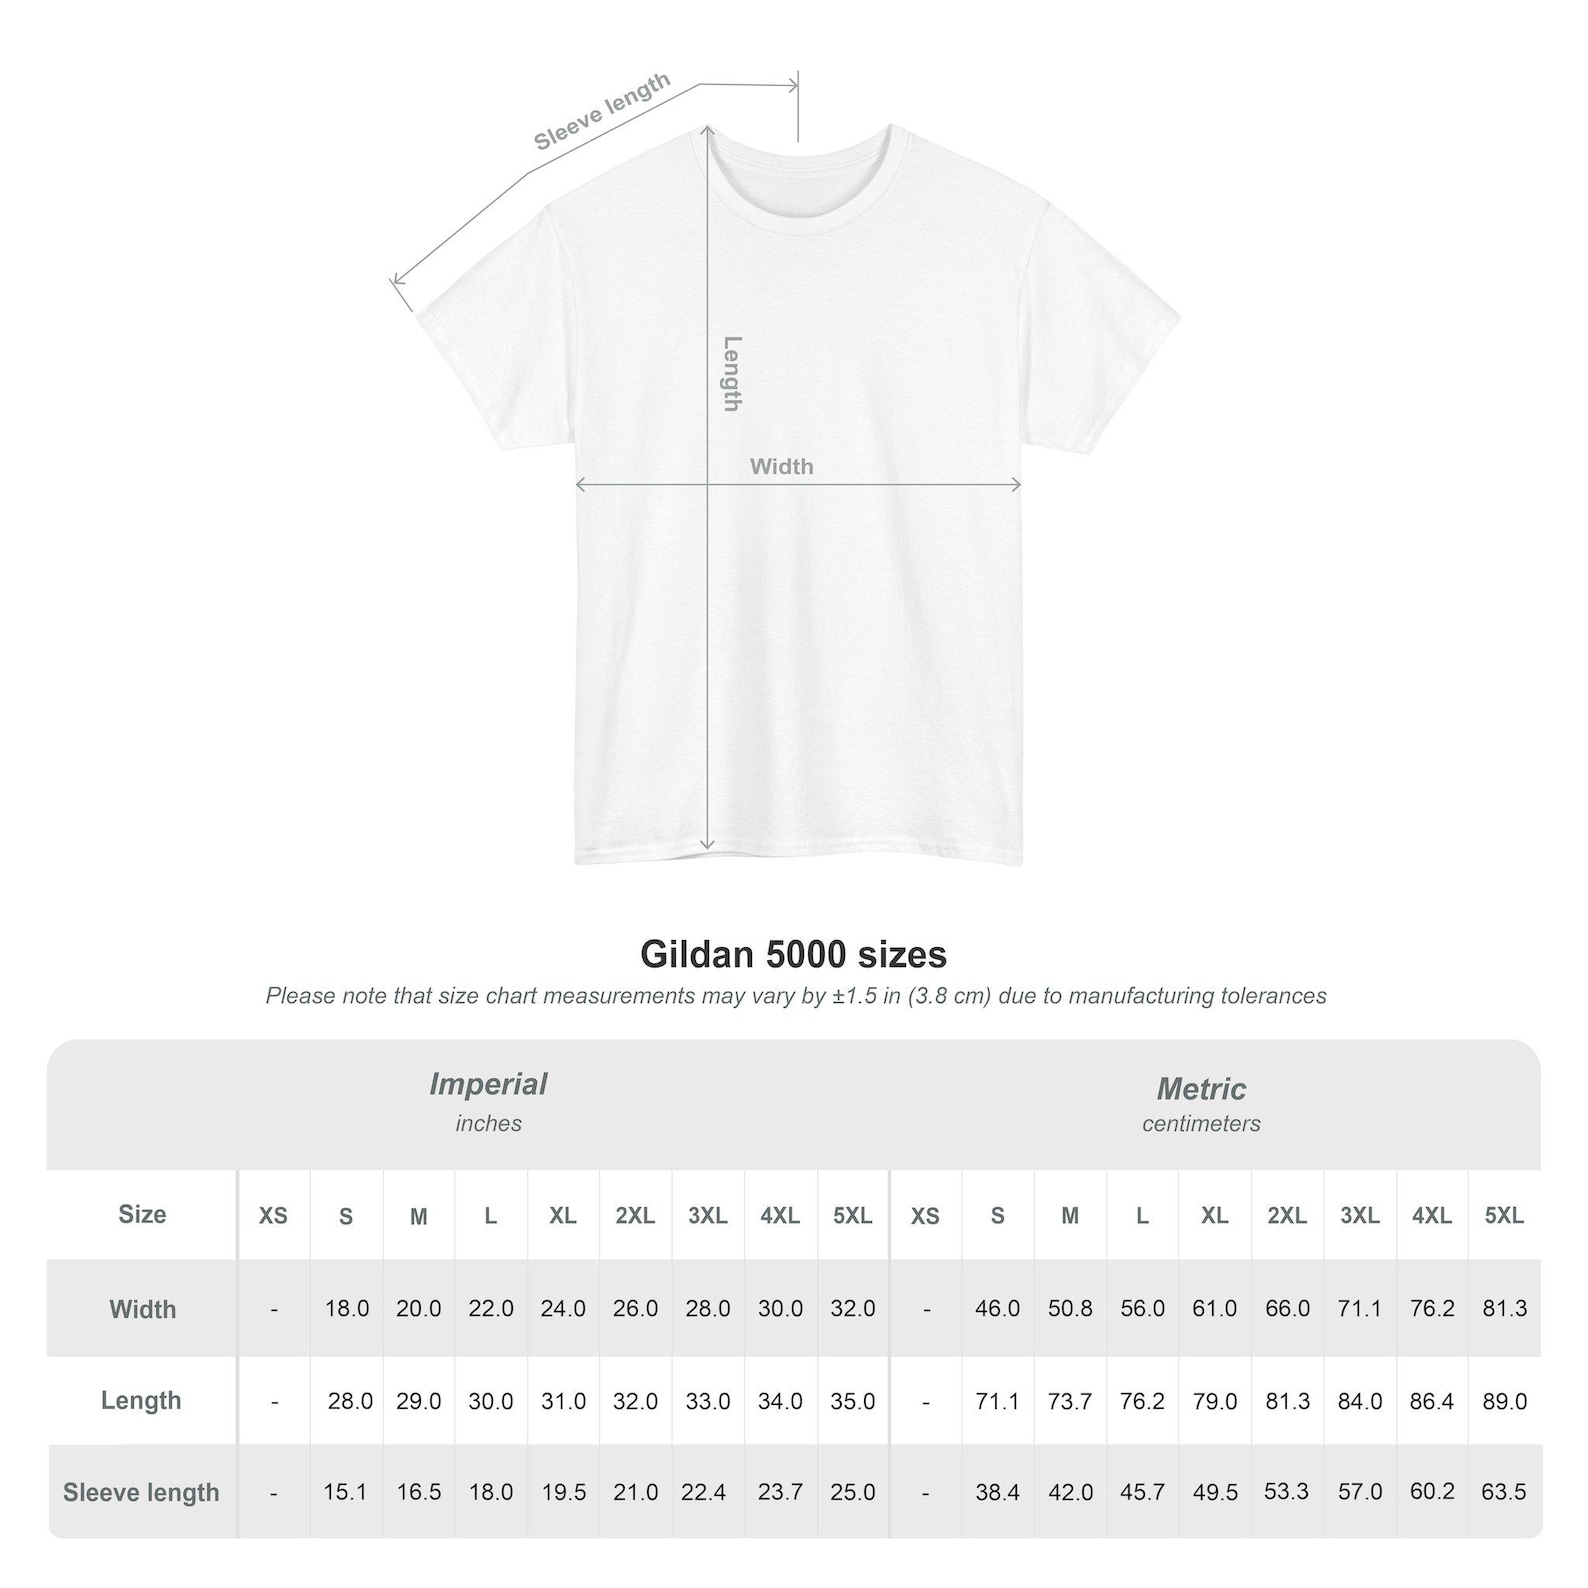 Sleeve length
Length
Width
Gildan 5000 sizes
Please note that size chart measurements may vary by ±1.5 in (3.8 cm) due to manufacturing tolerances
Imperial Metric
inches centimeters
Size XS S M L XL 2XL 3XL 4XL 5XL XS S M L XL 2XL 3XL 4XL 5XL
Width - 18.0 20.0 22.0 24.0 26.0 28.0 30.0 32.0 - 46.0 50.8 56.0 61.0 66.0 71.1 76.2 81.3
Length - 28.0 29.0 30.0 31.0 32.0 33.0 34.0 35.0 - 71.1 73.7 76.2 79.0 81.3 84.0 86.4 89.0
Sleeve length - 15.1 16.5 18.0 19.5 21.0 22.4 23.7 25.0 - 38.4 42.0 45.7 49.5 53.3 57.0 60.2 63.5